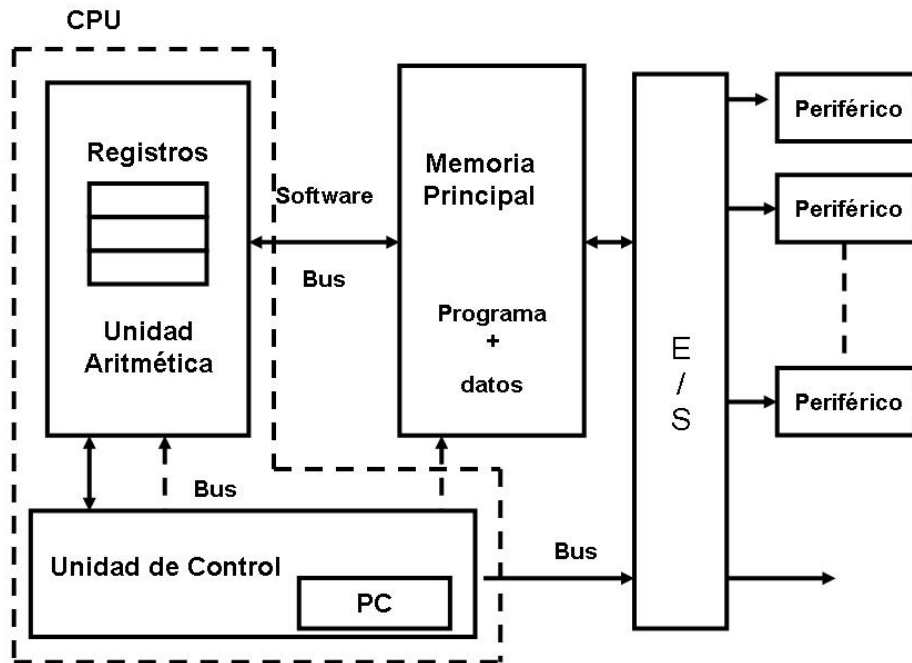 CPU
Registros
Unidad
Aritmética
Software
Bus
Memoria
Principal
Programa
+
datos
E
/
S
Periférico
Periférico
Periférico
Bus
Unidad de Control
PC
Bus